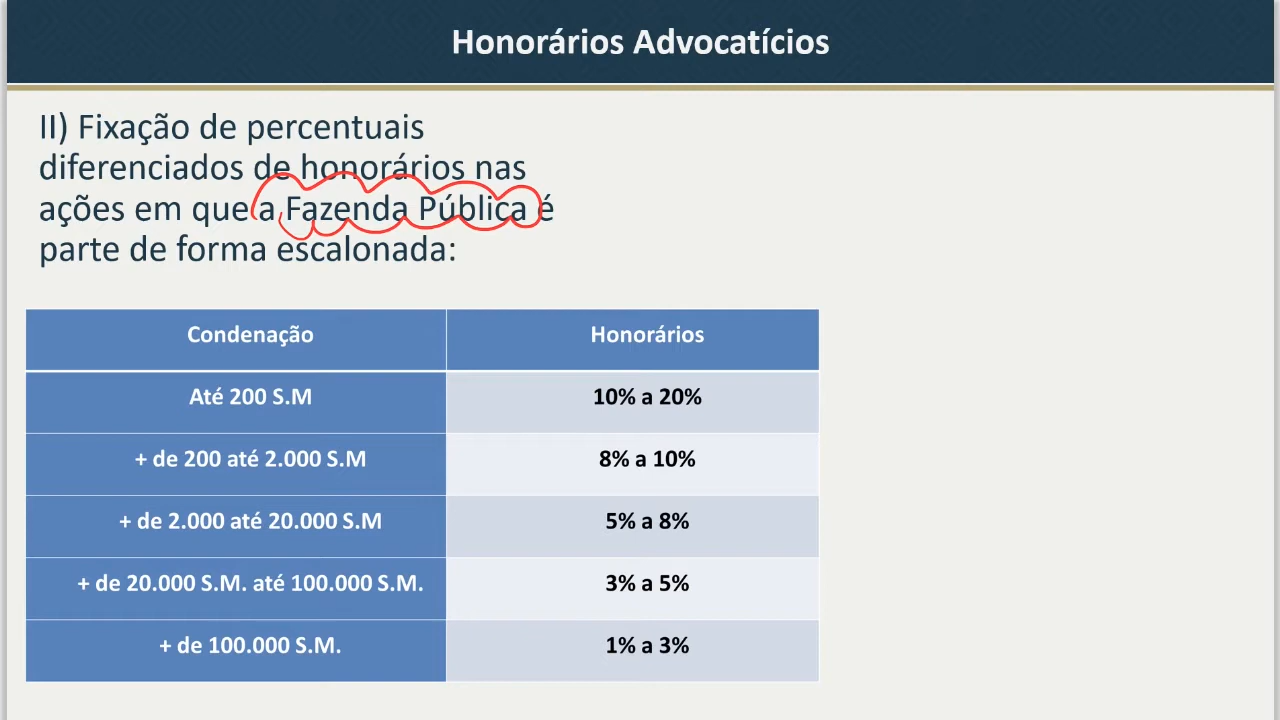 Honorários Advocatícios
II) Fixação de percentuais
diferenciados de honorários nas
ações em que a Fazenda Pública é
parte de forma escalonada:
Condenação Honorários
Até 200 S.M 10% a 20%
+ de 200 até 2.000 S.M 8% a 10%
+ de 2.000 até 20.000 S.M 5% a 8%
+ de 20.000 S.M. até 100.000 S.M. 3% a 5%
+ de 100.000 S.M. 1% a 3%